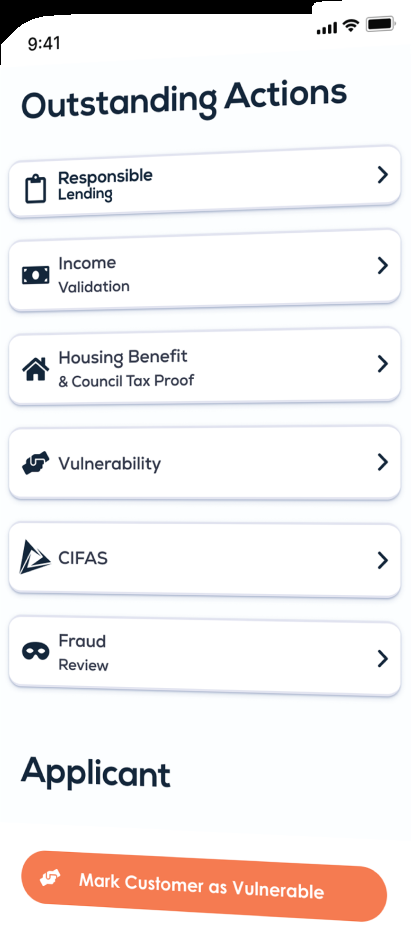 9:41
Outstanding Actions
Responsible
Lending
Income
Validation
Housing Benefit
& Council Tax Proof
Vulnerability
CIFAS
Fraud
Review
Applicant
Mark Customer as Vulnerable